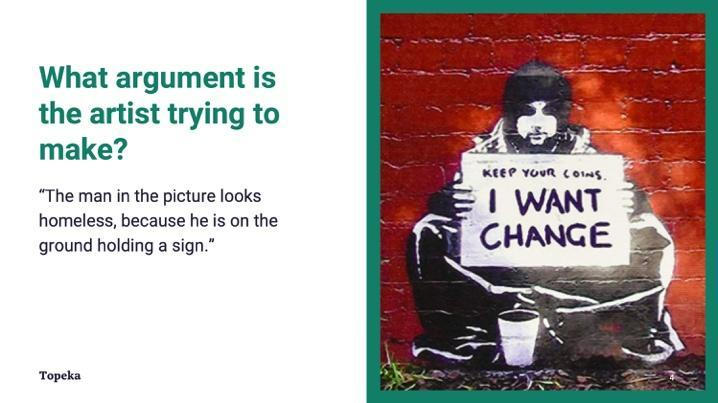 What argument is
the artist trying to
make?
“The man in the picture looks
homeless, because he is on the
ground holding a sign.”
Topeka
KEEP YOUR COINS.
I WANT
CHANGE
4